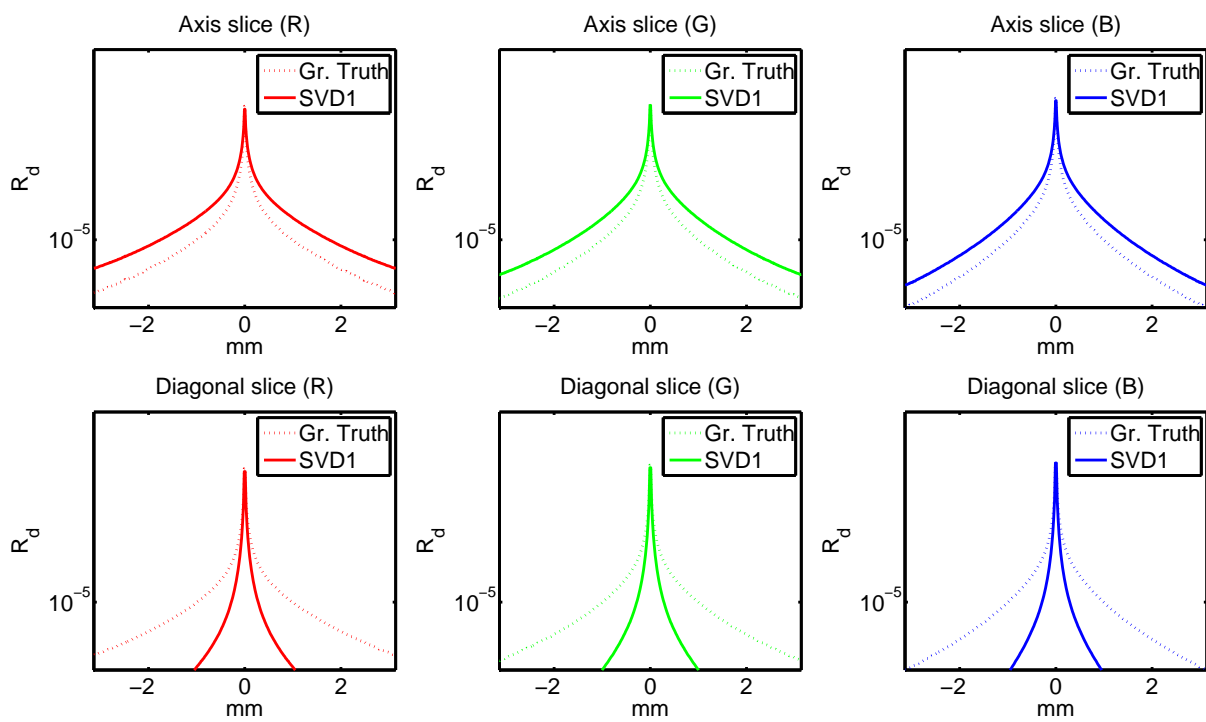 Axis slice (R)
Gr. Truth
SVD1
R_d
10^-5
−2 0 2
mm
Axis slice (G)
Gr. Truth
SVD1
R_d
10^-5
−2 0 2
mm
Axis slice (B)
Gr. Truth
SVD1
R_d
10^-5
−2 0 2
mm
Diagonal slice (R)
Gr. Truth
SVD1
R_d
10^-5
−2 0 2
mm
Diagonal slice (G)
Gr. Truth
SVD1
R_d
10^-5
−2 0 2
mm
Diagonal slice (B)
Gr. Truth
SVD1
R_d
10^-5
−2 0 2
mm